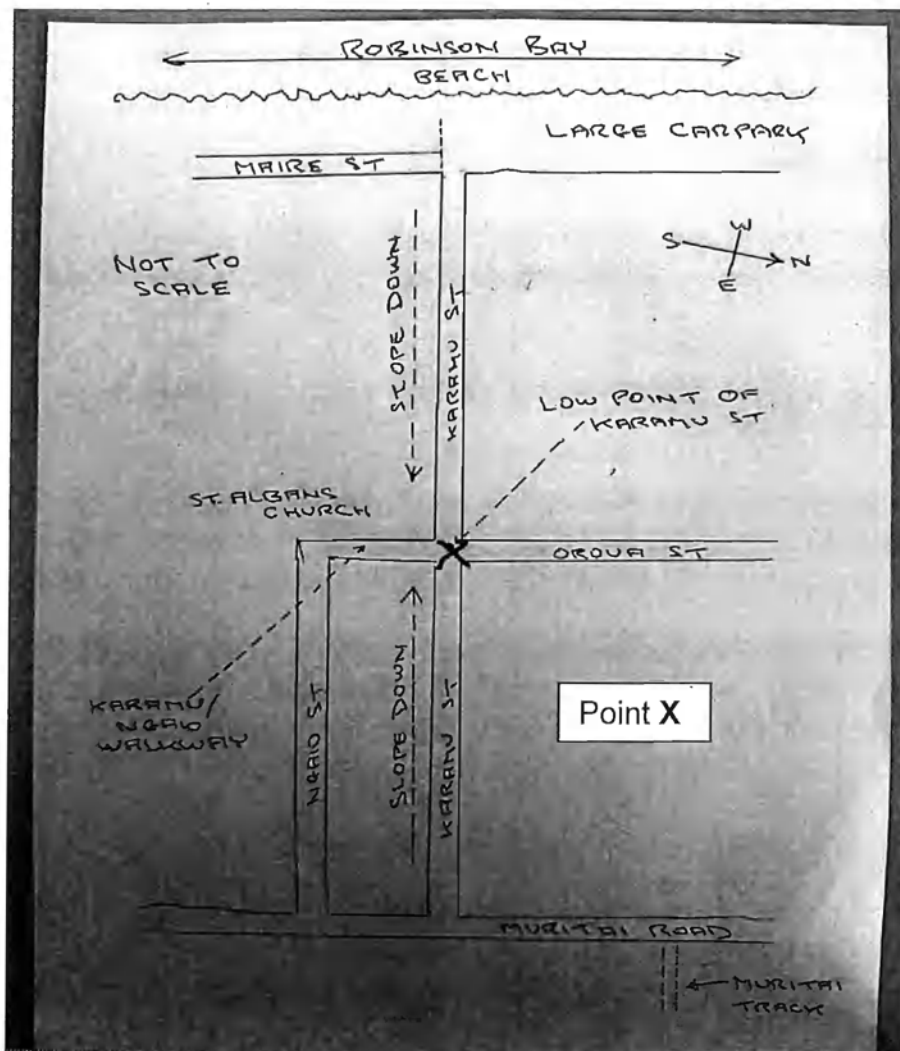 ROBINSON BAY
BEACH
LARGE CARPARK
MAIRE ST
W
S
N
E
NOT TO
SCALE
SLOPE DOWN
KARAMU ST
LOW POINT OF
KARAMU ST
ST. ALBANS
CHURCH
X
OROUA ST
KARAMU/
NGAIO
WALKWAY
NGAIO ST
SLOPE DOWN
KARAMU ST
Point X
MURITAI ROAD
MURITAI
TRACK